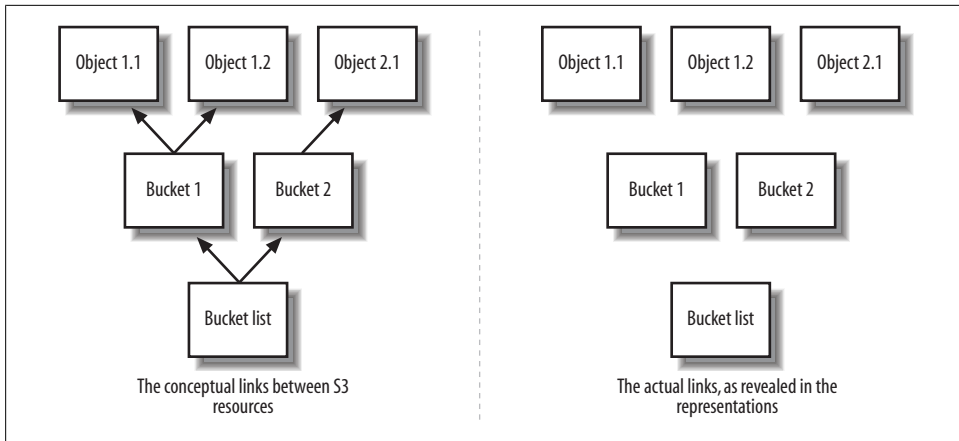 Object 1.1
Object 1.2
Object 2.1
Bucket 1
Bucket 2
Bucket list
The conceptual links between S3
resources
Object 1.1
Object 1.2
Object 2.1
Bucket 1
Bucket 2
Bucket list
The actual links, as revealed in the
representations